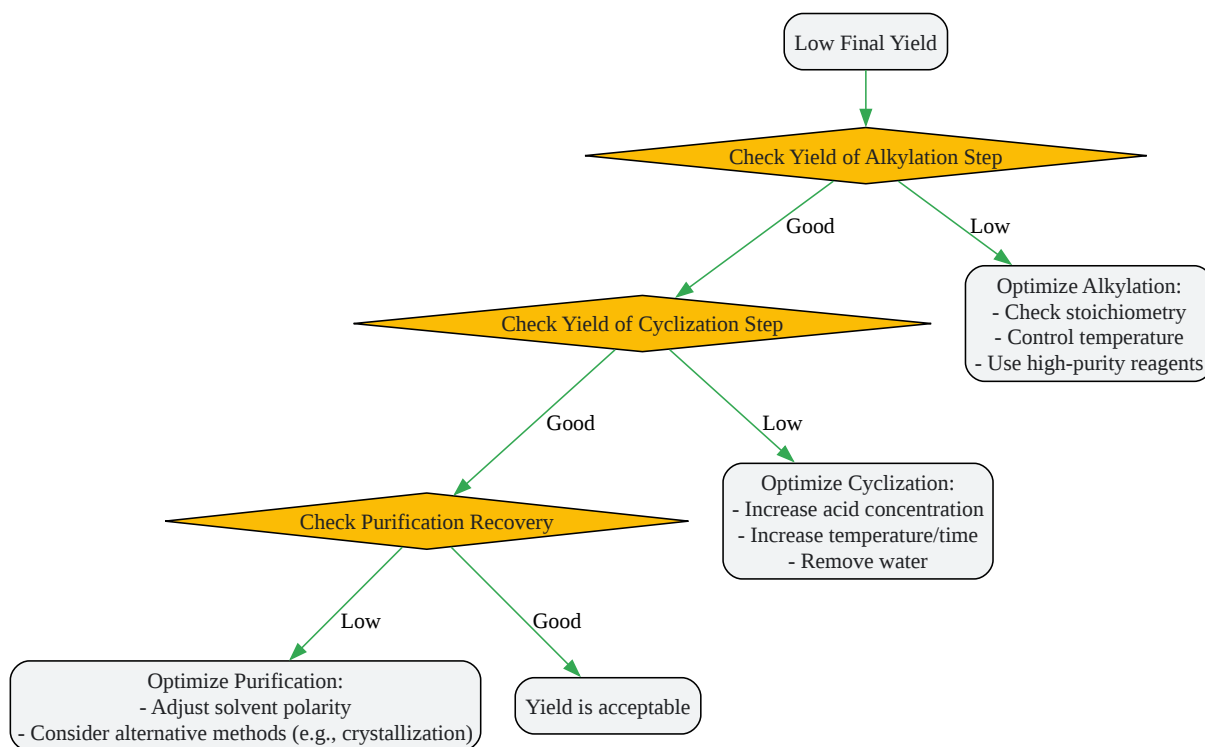 Low Final Yield
Check Yield of Alkylation Step
Good
Low
Optimize Alkylation:
- Check stoichiometry
- Control temperature
- Use high-purity reagents
Check Yield of Cyclization Step
Good
Low
Optimize Cyclization:
- Increase acid concentration
- Increase temperature/time
- Remove water
Check Purification Recovery
Low
Good
Optimize Purification:
- Adjust solvent polarity
- Consider alternative methods (e.g., crystallization)
Yield is acceptable